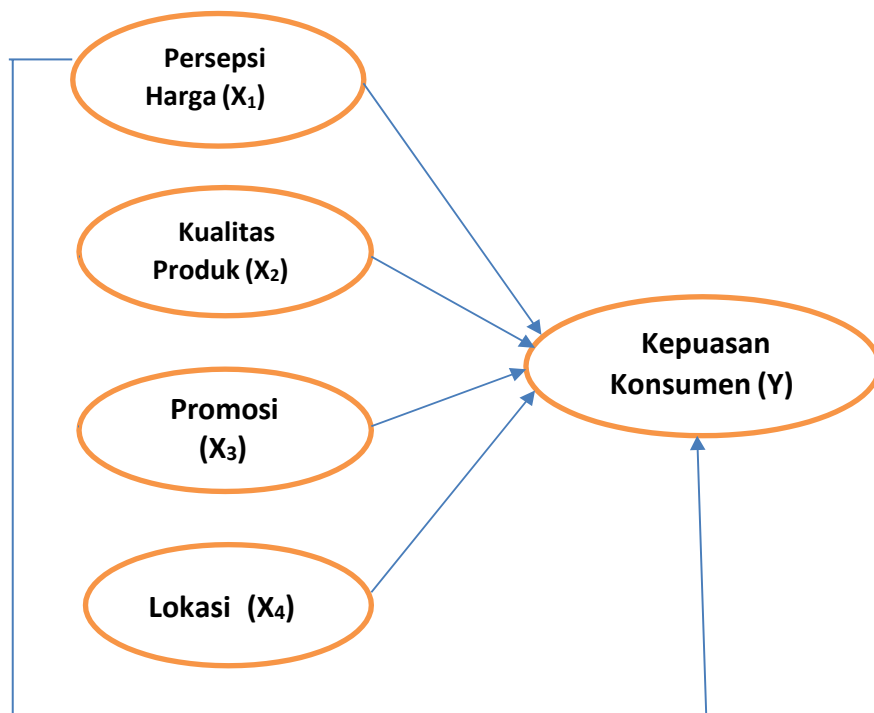 Persepsi
Harga (X₁)
Kualitas
Produk (X₂)
Kepuasan
Konsumen (Y)
Promosi
(X₃)
Lokasi (X₄)